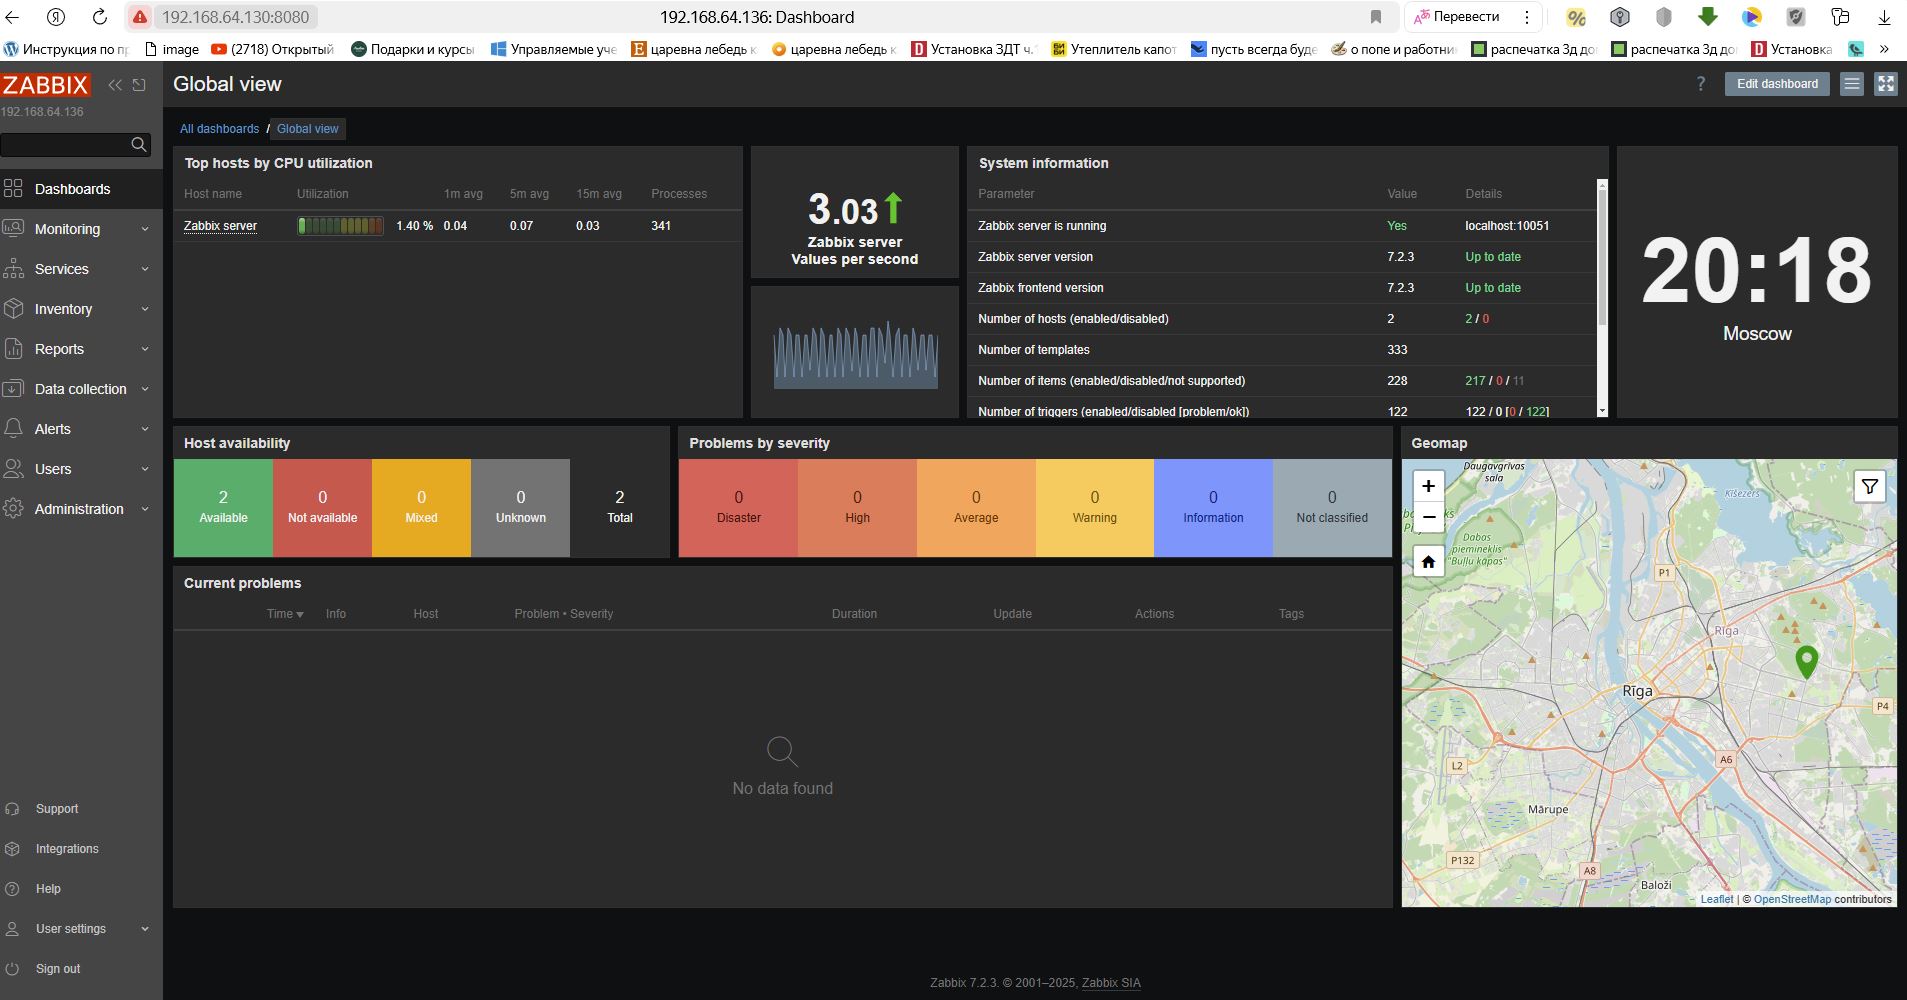 192.168.64.130:8080
192.168.64.136: Dashboard
Перевести
Инструкция по
image
(2718) Открытый
Подарки и курсы
Управляемые уче
царевна лебедь
царевна лебедь
Установка ЗДТ ч.
Утеплитель капот
пусть всегда буде
о попе и работни
распечатка 3д до
распечатка 3д до
Установка
ZABBIX
192.168.64.136
Global view
?
Edit dashboard
All dashboards / Global view
Dashboards
Monitoring
Services
Inventory
Reports
Data collection
Alerts
Users
Administration
Support
Integrations
Help
User settings
Sign out
Top hosts by CPU utilization
Host name Utilization 1m avg 5m avg 15m avg Processes
Zabbix server 1.40 % 0.04 0.07 0.03 341
3.03
Zabbix server
Values per second
System information
Parameter Value Details
Zabbix server is running Yes localhost:10051
Zabbix server version 7.2.3 Up to date
Zabbix frontend version 7.2.3 Up to date
Number of hosts (enabled/disabled) 2 2 / 0
Number of templates 333
Number of items (enabled/disabled/not supported) 228 217 / 0 / 11
Number of triggers (enabled/disabled [problem/ok]) 122 122 / 0 [0 / 122]
20:18
Moscow
Host availability
2 Available
0 Not available
0 Mixed
0 Unknown
2 Total
Problems by severity
0 Disaster
0 High
0 Average
0 Warning
0 Information
0 Not classified
Current problems
Time Info Host Problem • Severity Duration Update Actions Tags
No data found
Geomap
+
−
Daugavgrīvas
sala
Ķīšezers
Dabas
piemineklis
"Buļļu kāpas"
P1
Rīga
Rīga
P4
L2
A6
Mārupe
P132
A8
Baloži
Leaflet | © OpenStreetMap contributors
Zabbix 7.2.3. © 2001–2025, Zabbix SIA